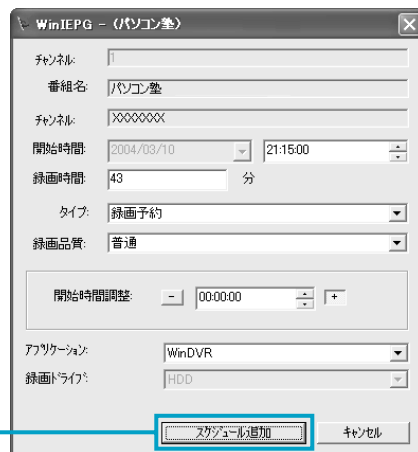 WinIEPG - (パソコン塾)
チャンネル: 1
番組名: パソコン塾
チャンネル: XXXXXXX
開始時間: 2004/03/10 21:15:00
録画時間: 43 分
タイプ: 録画予約
録画品質: 普通
開始時間調整: - 00:00:00 +
アプリケーション: WinDVR
録画ドライブ: HDD
スケジュール追加 キャンセル